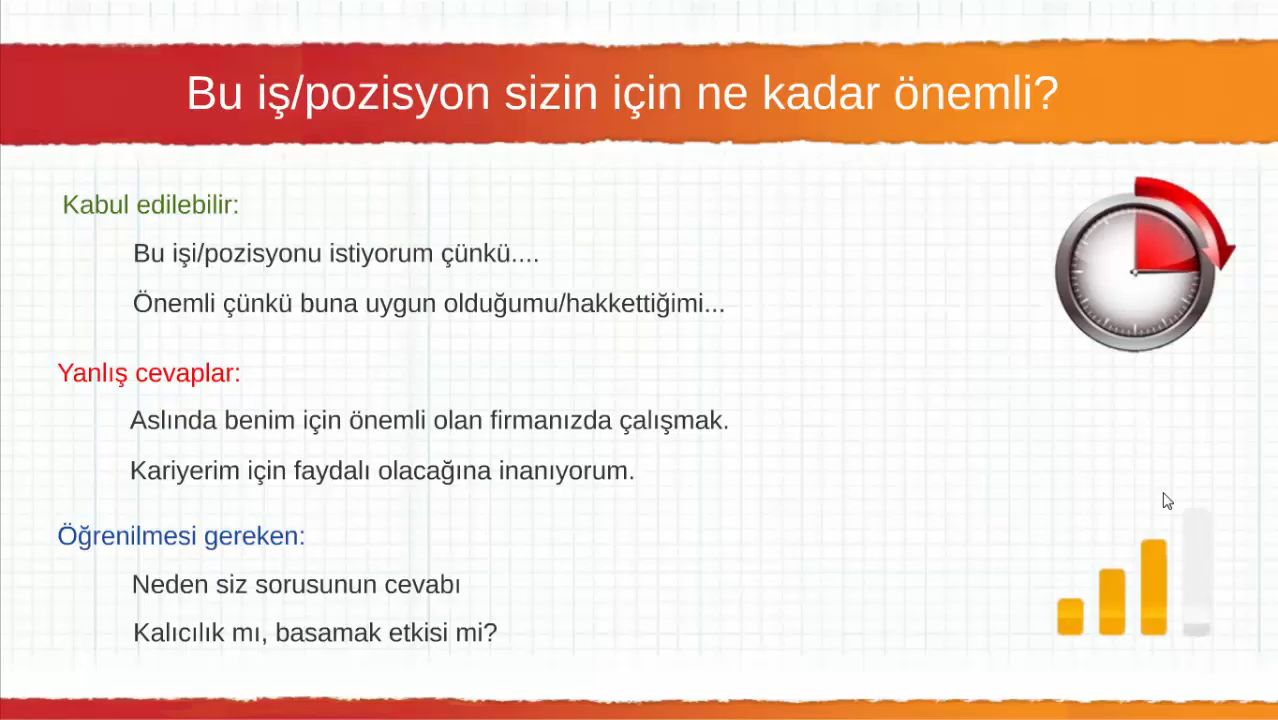 Bu iş/pozisyon sizin için ne kadar önemli?
Kabul edilebilir:
Bu işi/pozisyonu istiyorum çünkü....
Önemli çünkü buna uygun olduğumu/hakkettiğimi...
Yanlış cevaplar:
Aslında benim için önemli olan firmanızda çalışmak.
Kariyerim için faydalı olacağına inanıyorum.
Öğrenilmesi gereken:
Neden siz sorusunun cevabı
Kalıcılık mı, basamak etkisi mi?